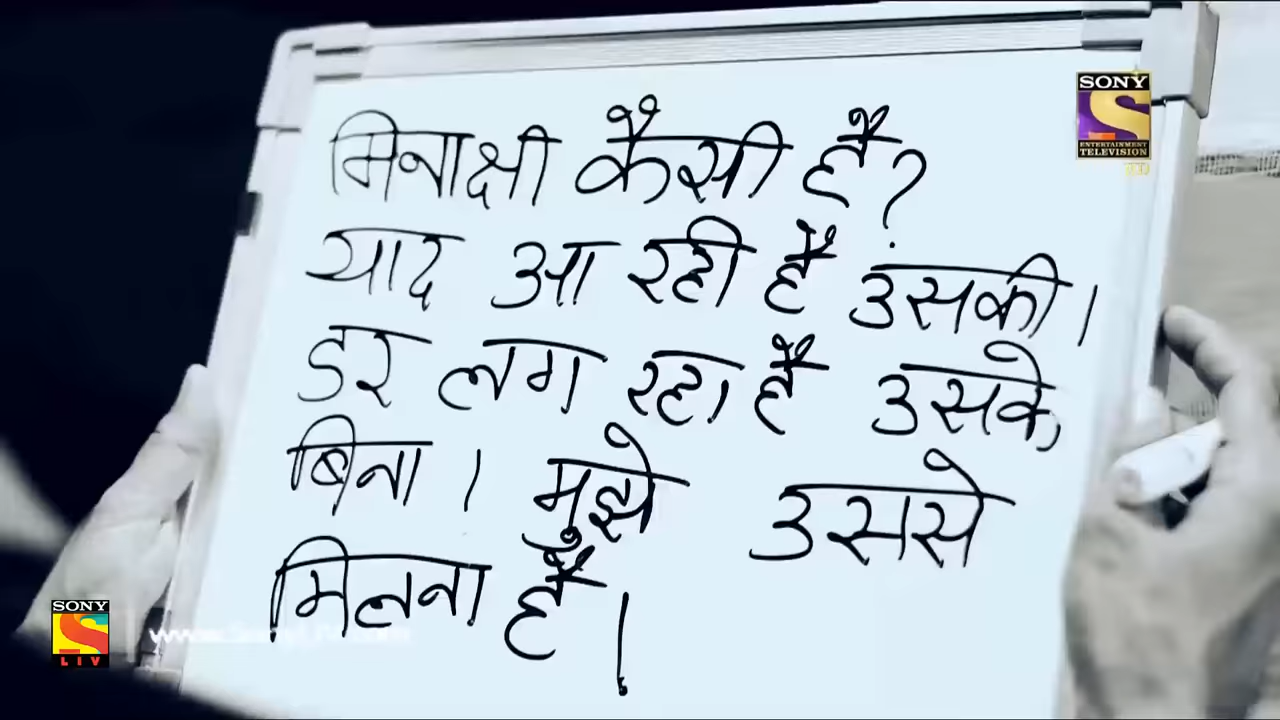 SONY
ENTERTAINMENT
TELEVISION
मिनाक्षी कैसी है?
याद आ रही है उसकी।
डर लग रहा है उसके
बिना। मुझे उससे
मिलना है।
SONY
LIV